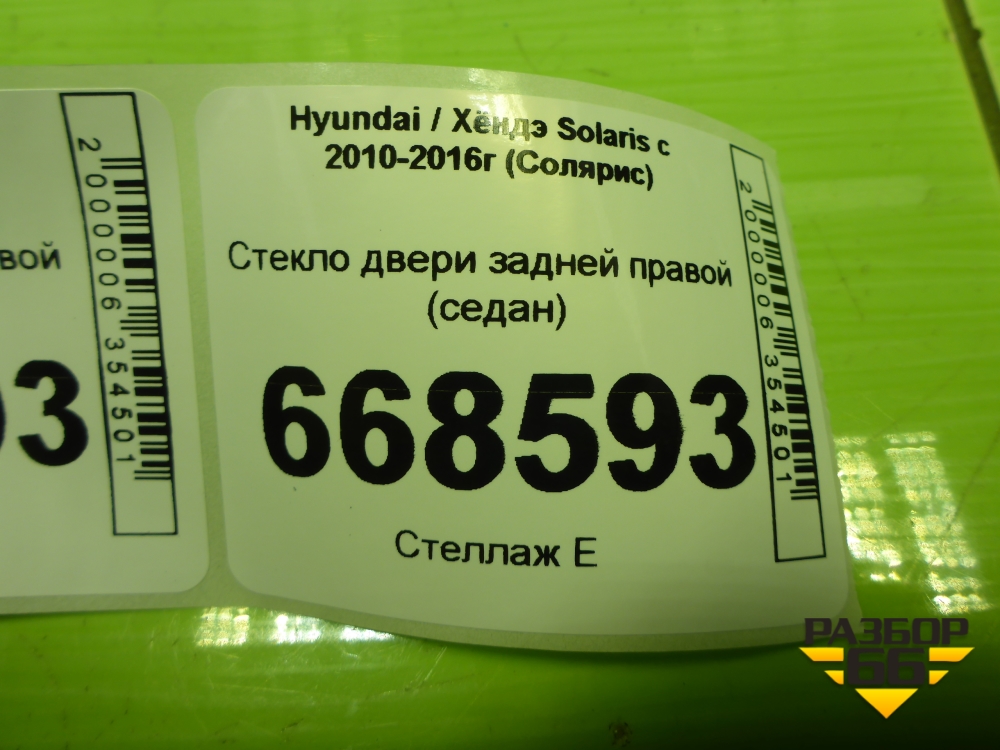 вой
93
2000006354501
Hyundai / Хёндэ Solaris с
2010-2016г (Солярис)
Стекло двери задней правой
(седан)
668593
Стеллаж Е
2000006354501
РАЗБОР
66